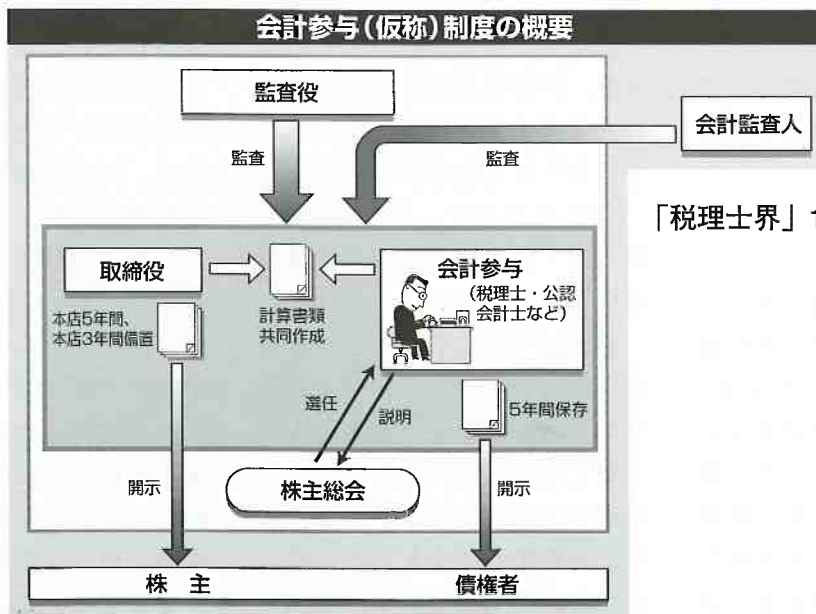 会計参与(仮称)制度の概要
監査役
会計監査人
監査
監査
「税理士界」
取締役
会計参与
(税理士・公認
会計士など)
計算書類
共同作成
本店5年間、
本店3年間備置
選任
説明
5年間保存
株主総会
開示
開示
株 主
債権者